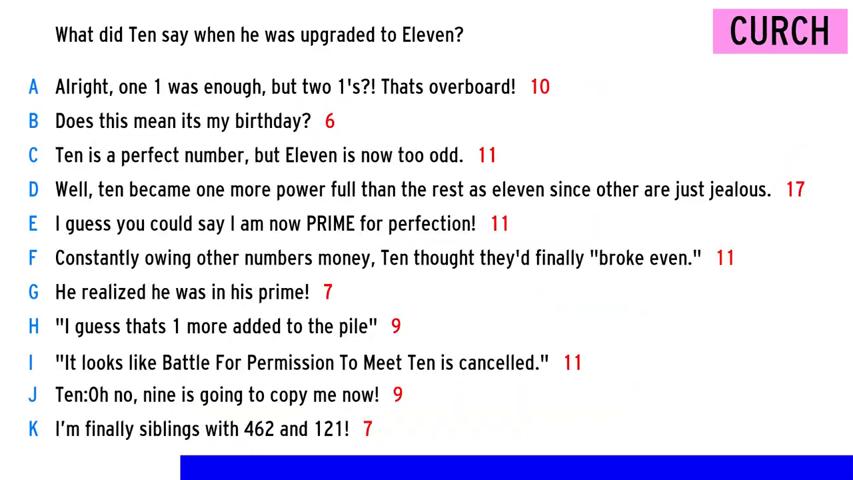 What did Ten say when he was upgraded to Eleven?
CURCH
A Alright, one 1 was enough, but two 1's?! Thats overboard! 10
B Does this mean its my birthday? 6
C Ten is a perfect number, but Eleven is now too odd. 11
D Well, ten became one more power full than the rest as eleven since other are just jealous. 17
E I guess you could say I am now PRIME for perfection! 11
F Constantly owing other numbers money, Ten thought they'd finally "broke even." 11
G He realized he was in his prime! 7
H "I guess thats 1 more added to the pile" 9
I "It looks like Battle For Permission To Meet Ten is cancelled." 11
J Ten:Oh no, nine is going to copy me now! 9
K I'm finally siblings with 462 and 121! 7